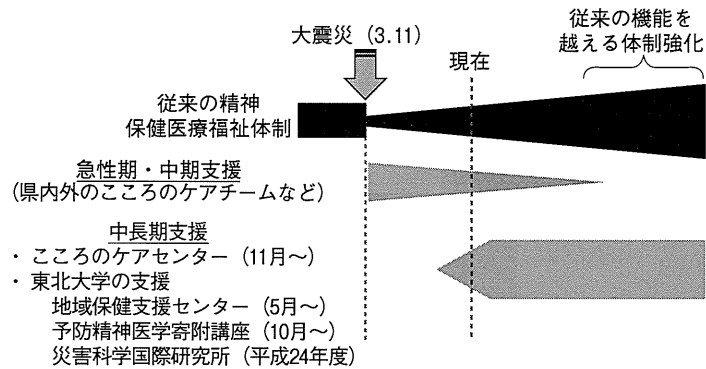 大震災(3.11)
従来の機能を
越える体制強化
現在
従来の精神
保健医療福祉体制
急性期・中期支援
(県内外のこころのケアチームなど)
中長期支援
・ こころのケアセンター(11月〜)
・ 東北大学の支援
地域保健支援センター(5月〜)
予防精神医学寄附講座(10月〜)
災害科学国際研究所(平成24年度)